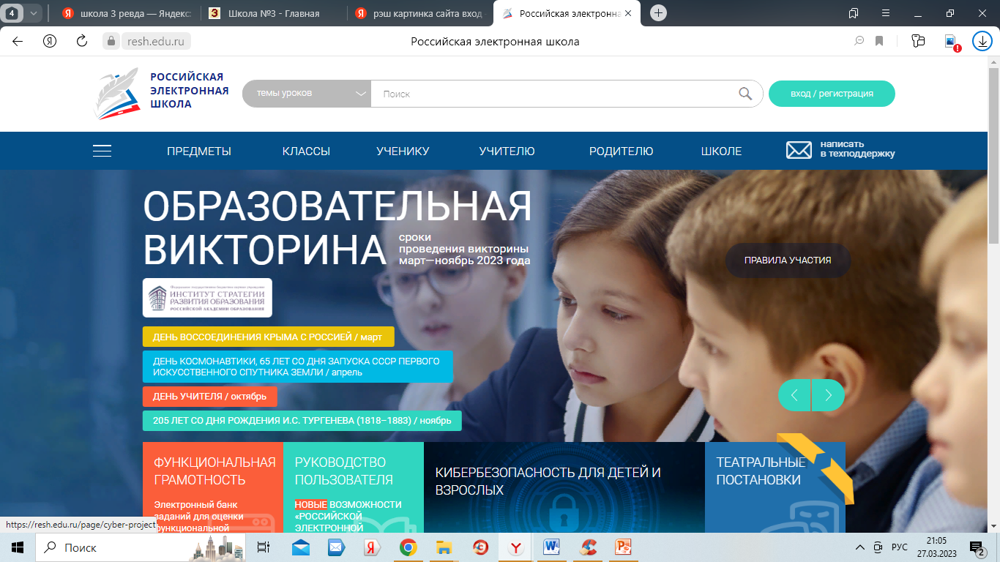 4
школа 3 ревда — Яндекс
Школа №3 - Главная
рэш картинка сайта вход
Российская электронна
resh.edu.ru
Российская электронная школа
РОССИЙСКАЯ
ЭЛЕКТРОННАЯ
ШКОЛА
темы уроков
Поиск
вход / регистрация
ПРЕДМЕТЫ
КЛАССЫ
УЧЕНИКУ
УЧИТЕЛЮ
РОДИТЕЛЮ
ШКОЛЕ
написать
в техподдержку
ОБРАЗОВАТЕЛЬНАЯ
ВИКТОРИНА
сроки
проведения викторины
март—ноябрь 2023 года
ПРАВИЛА УЧАСТИЯ
ИНСТИТУТ СТРАТЕГИИ
РАЗВИТИЯ ОБРАЗОВАНИЯ
РОССИЙСКОЙ АКАДЕМИИ ОБРАЗОВАНИЯ
ДЕНЬ ВОССОЕДИНЕНИЯ КРЫМА С РОССИЕЙ / март
ДЕНЬ КОСМОНАВТИКИ, 65 ЛЕТ СО ДНЯ ЗАПУСКА СССР ПЕРВОГО
ИСКУССТВЕННОГО СПУТНИКА ЗЕМЛИ / апрель
ДЕНЬ УЧИТЕЛЯ / октябрь
205 ЛЕТ СО ДНЯ РОЖДЕНИЯ И.С. ТУРГЕНЕВА (1818–1883) / ноябрь
ФУНКЦИОНАЛЬНАЯ
ГРАМОТНОСТЬ
Электронный банк
заданий для оценки
функциональной
РУКОВОДСТВО
ПОЛЬЗОВАТЕЛЯ
НОВЫЕ ВОЗМОЖНОСТИ
«РОССИЙСКОЙ
ЭЛЕКТРОННОЙ
КИБЕРБЕЗОПАСНОСТЬ ДЛЯ ДЕТЕЙ И
ВЗРОСЛЫХ
ТЕАТРАЛЬНЫЕ
ПОСТАНОВКИ
https://resh.edu.ru/page/cyber-project
Поиск
РУС
21:05
27.03.2023
2